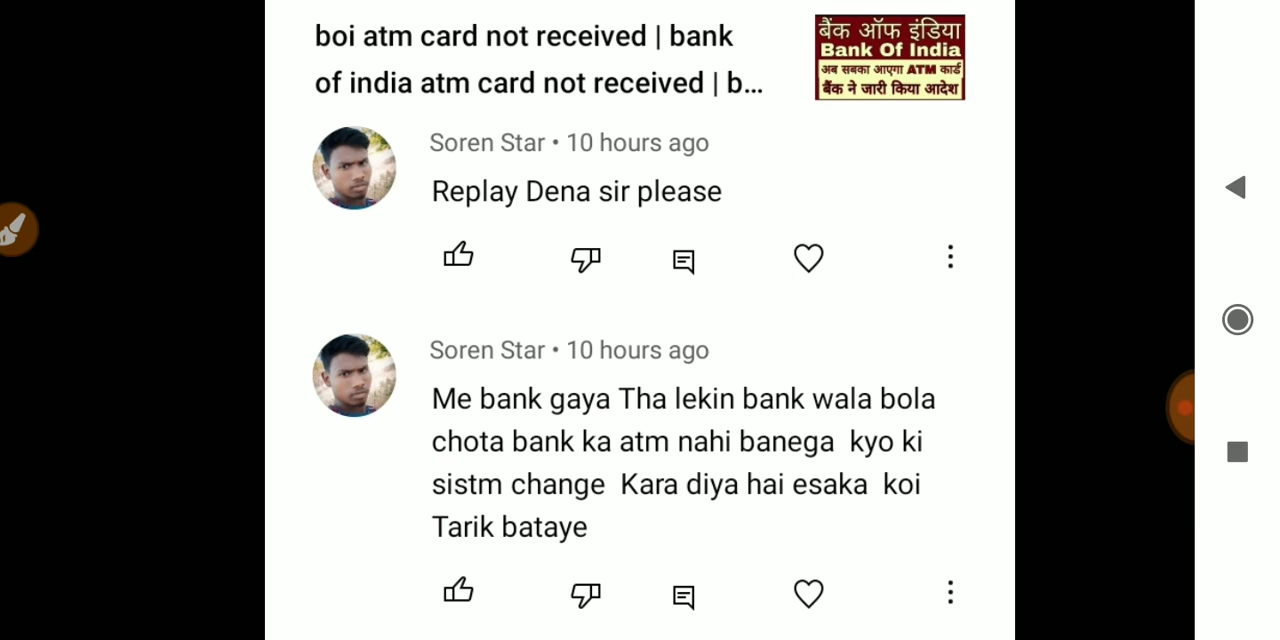 boi atm card not received | bank
of india atm card not received | b...
बैंक ऑफ इंडिया
Bank Of India
अब सबका आएगा ATM कार्ड
बैंक ने जारी किया आदेश
Soren Star • 10 hours ago
Replay Dena sir please
Soren Star • 10 hours ago
Me bank gaya Tha lekin bank wala bola
chota bank ka atm nahi banega kyo ki
sistm change Kara diya hai esaka koi
Tarik bataye